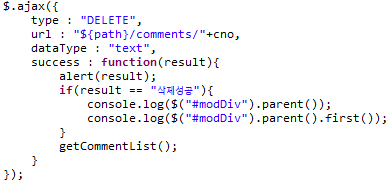 $.ajax({
type : "DELETE",
url : "${path}/comments/"+cno,
dataType : "text",
success : function(result){
alert(result);
if(result == "삭제성공"){
console.log($("#modDiv").parent());
console.log($("#modDiv").parent().first());
}
getCommentList();
}
});